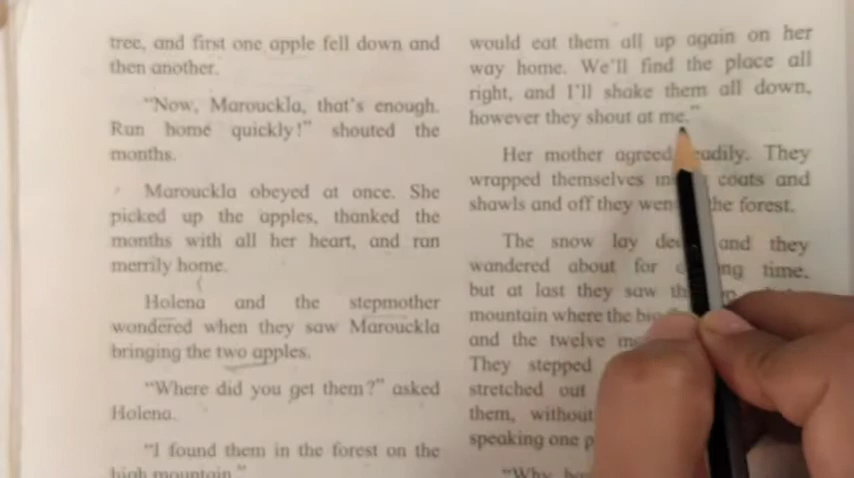 tree, and first one apple fell down and
then another.
"Now, Marouckla, that's enough.
Run home quickly!" shouted the
months.
Marouckla obeyed at once. She
picked up the apples, thanked the
months with all her heart, and ran
merrily home.
Holena and the stepmother
wondered when they saw Marouckla
bringing the two apples.
"Where did you get them?" asked
Holena.
"I found them in the forest on the
high mountain."
would eat them all up again on her
way home. We'll find the place all
right, and I'll shake them all down,
however they shout at me."
Her mother agreed readily. They
wrapped themselves in coats and
shawls and off they went the forest.
The snow lay and they
wandered about for time,
but at last they saw
mountain where the
and the twelve
They stepped
stretched out
them, without
speaking one
"Why